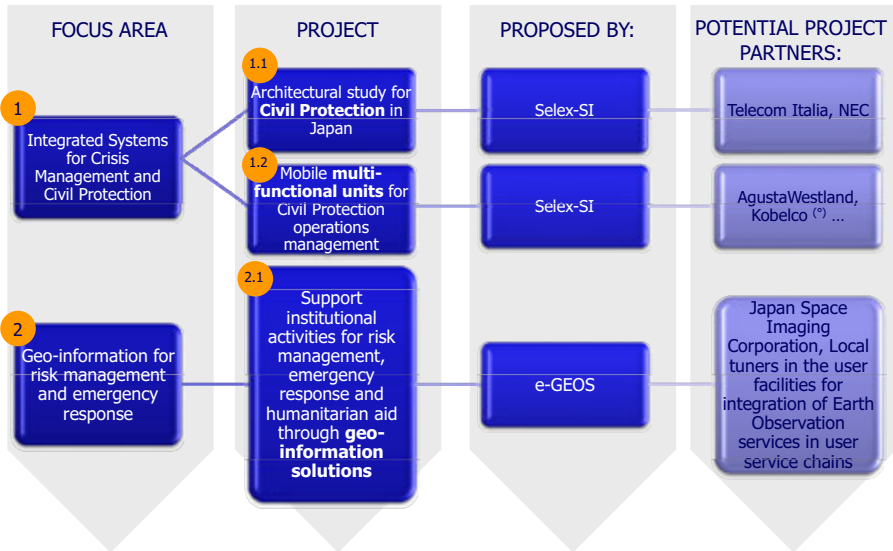 FOCUS AREA
PROJECT
PROPOSED BY:
POTENTIAL PROJECT
PARTNERS:
1
Integrated Systems
for Crisis
Management and
Civil Protection
1.1
Architectural study for
Civil Protection in
Japan
Selex-SI
Telecom Italia, NEC
1.2
Mobile multi-
functional units for
Civil Protection
operations
management
Selex-SI
AgustaWestland,
Kobelco (°) ...
2
Geo-information for
risk management
and emergency
response
2.1
Support
institutional
activities for risk
management,
emergency
response and
humanitarian aid
through geo-
information
solutions
e-GEOS
Japan Space
Imaging
Corporation, Local
tuners in the user
facilities for
integration of Earth
Observation
services in user
service chains